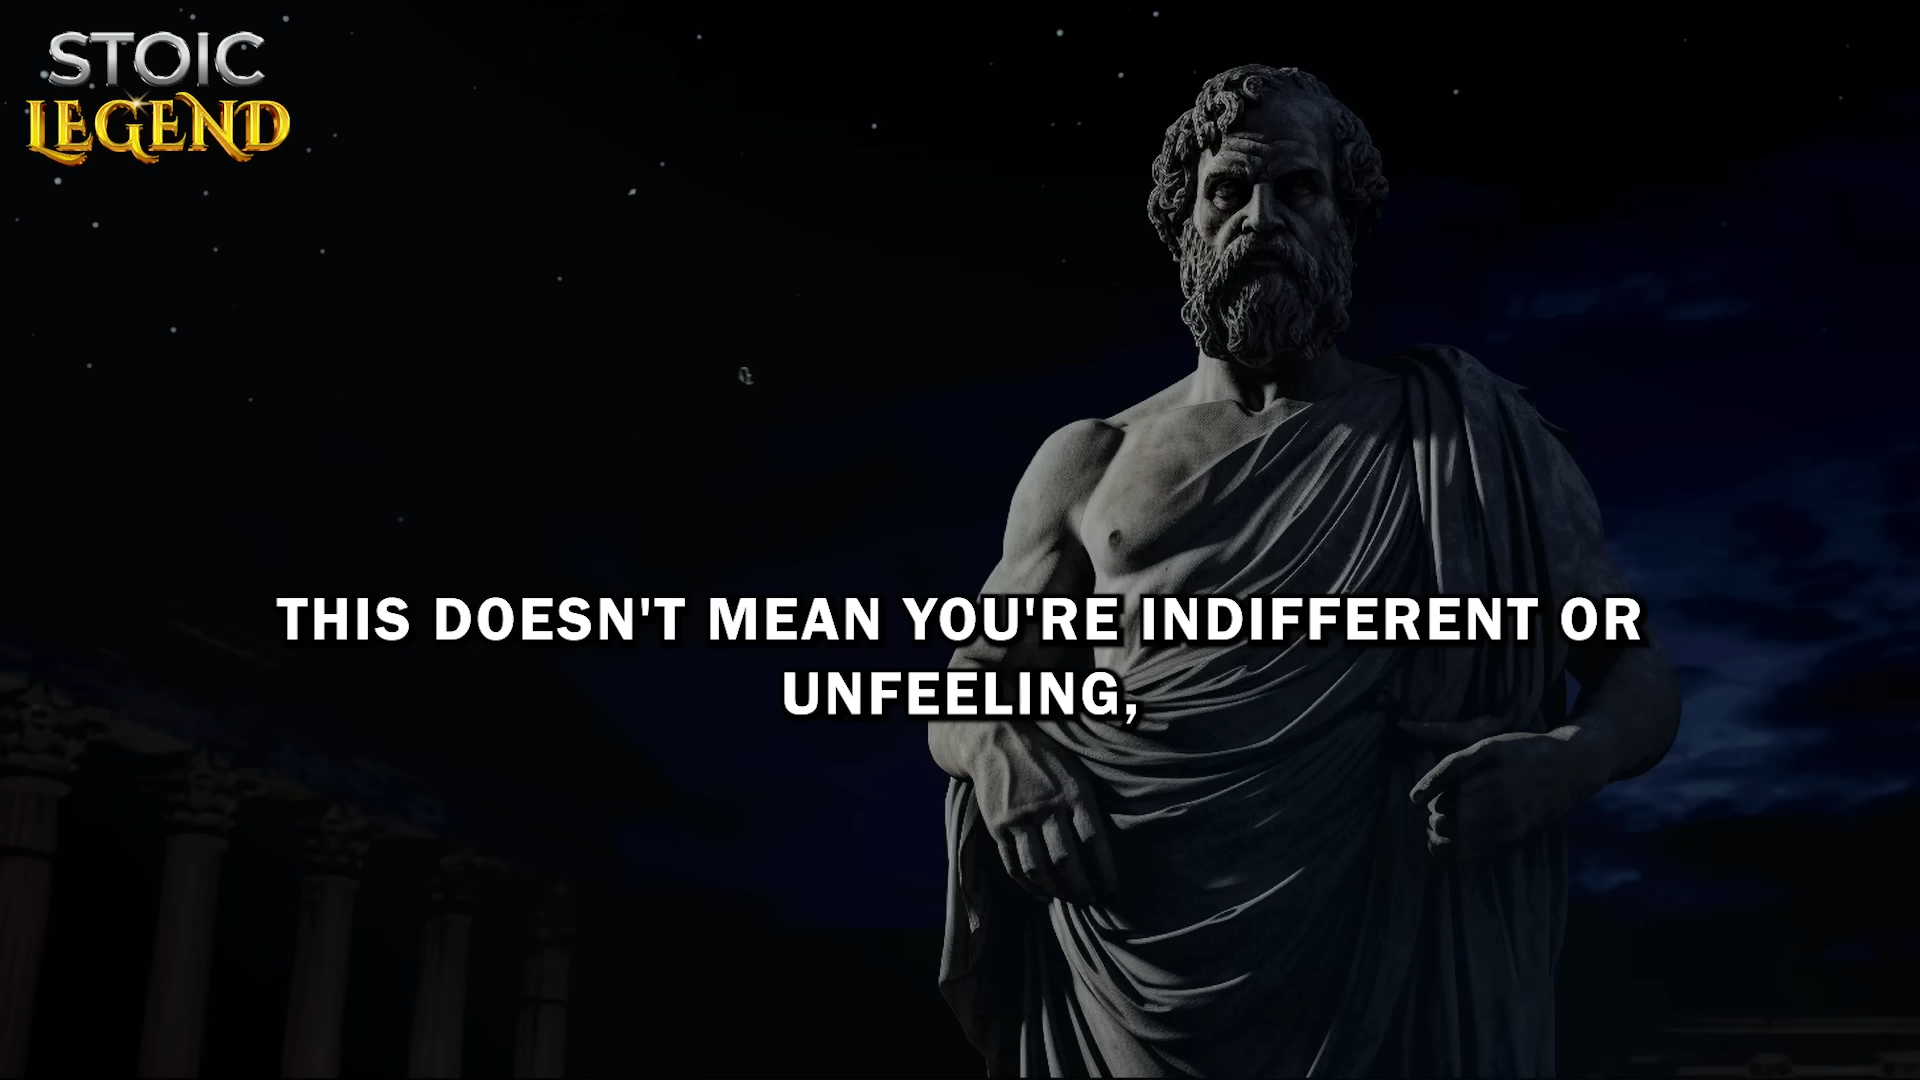 STOIC
LEGEND
THIS DOESN'T MEAN YOU'RE INDIFFERENT OR
UNFEELING,